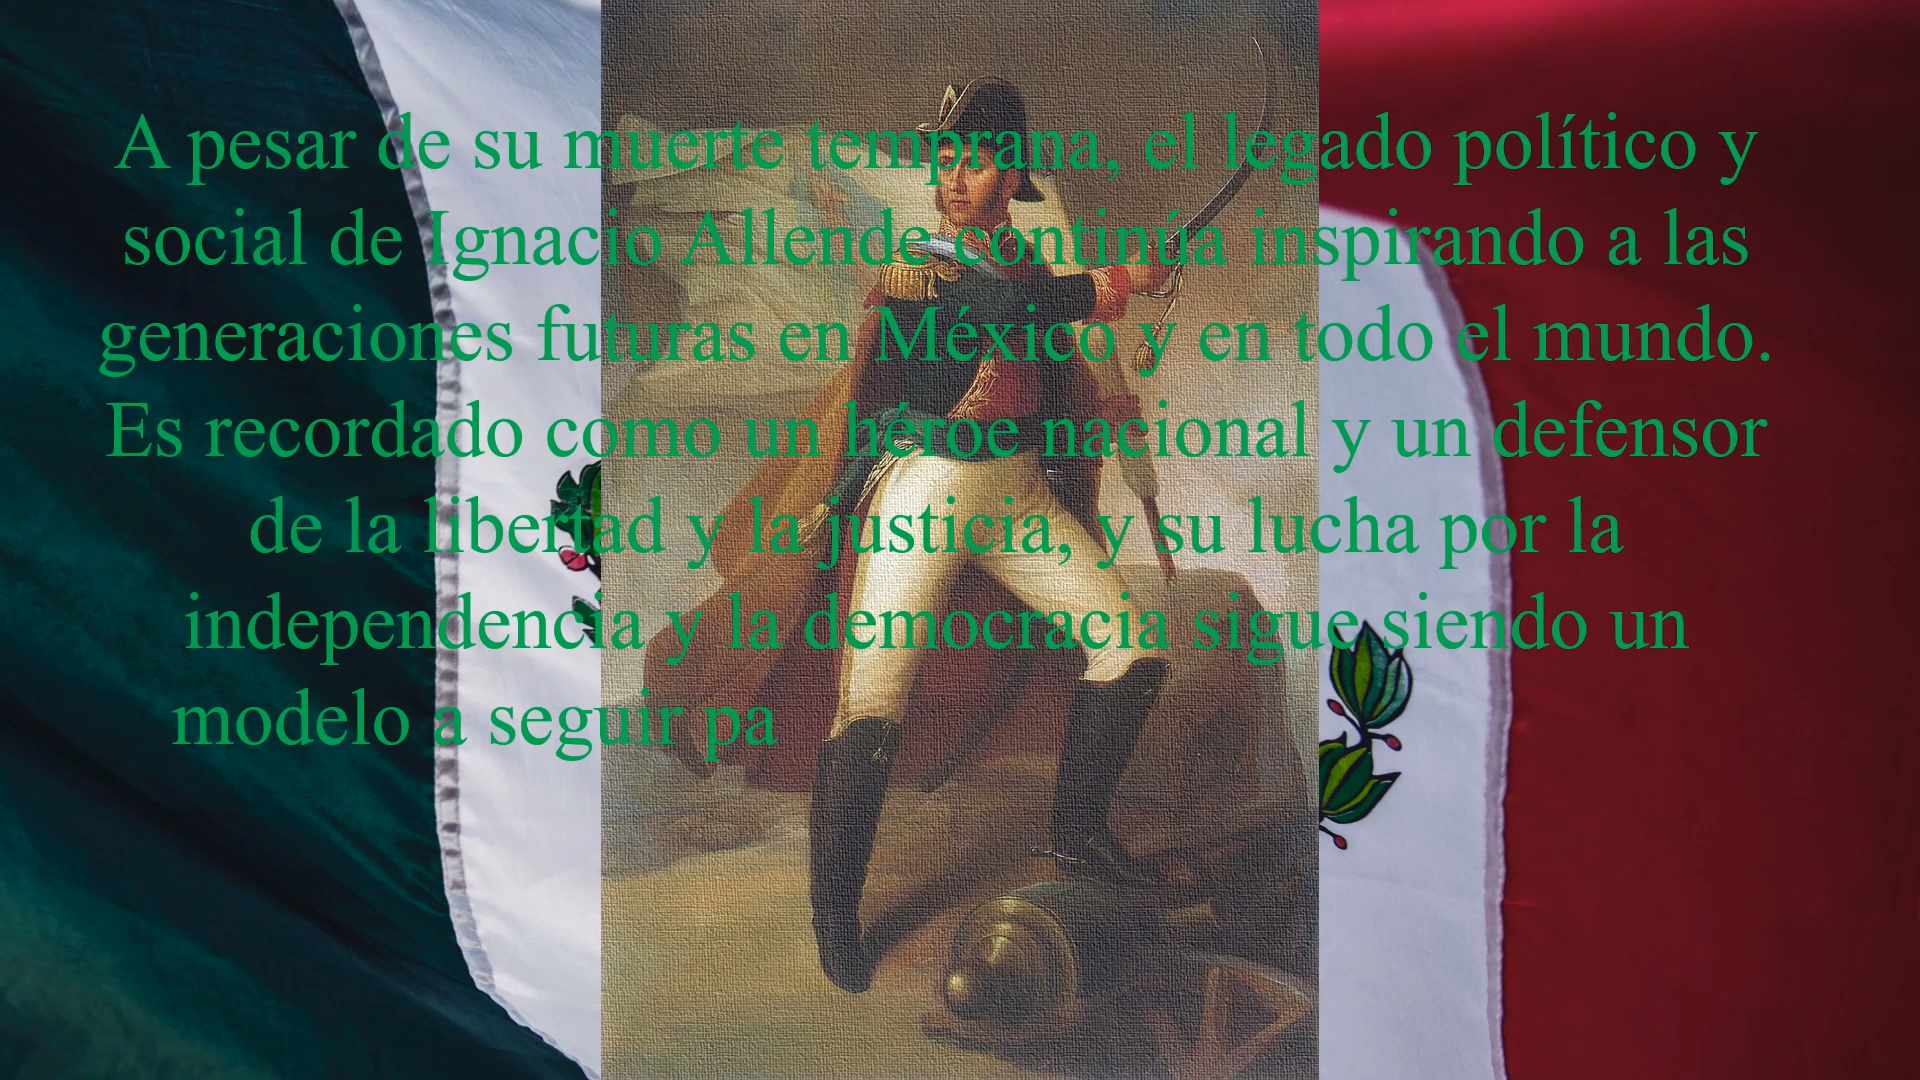 A pesar de su muerte temprana, el legado político y
social de Ignacio Allende continúa inspirando a las
generaciones futuras en México y en todo el mundo.
Es recordado como un héroe nacional y un defensor
de la libertad y la justicia, y su lucha por la
independencia y la democracia sigue siendo un
modelo a seguir pa